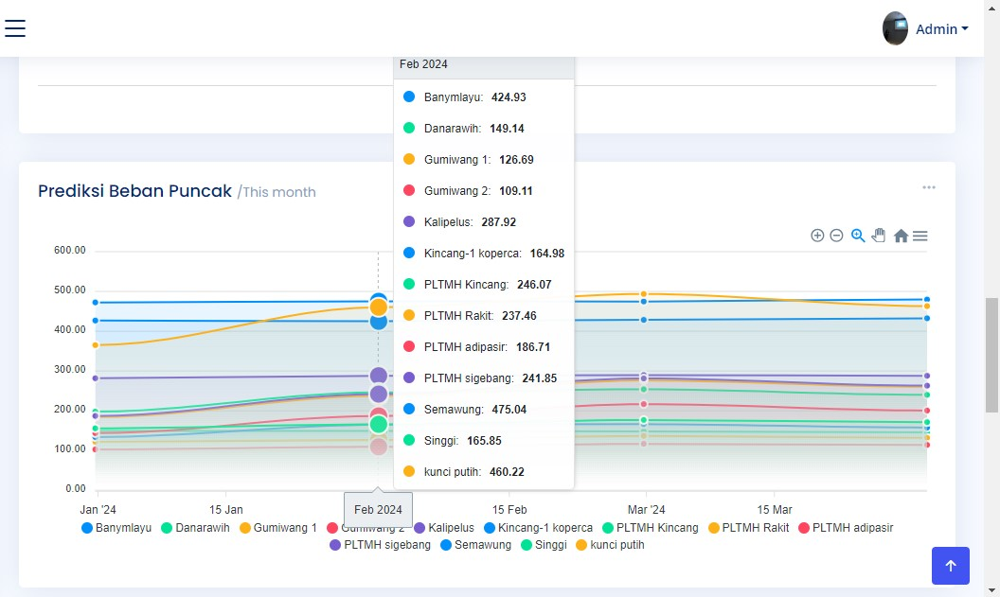 Admin
Feb 2024
Banymlayu: 424.93
Danarawih: 149.14
Gumiwang 1: 126.69
Gumiwang 2: 109.11
Kalipelus: 287.92
Kincang-1 koperca: 164.98
PLTMH Kincang: 246.07
PLTMH Rakit: 237.46
PLTMH adipasir: 186.71
PLTMH sigebang: 241.85
Semawung: 475.04
Singgi: 165.85
kunci putih: 460.22
Prediksi Beban Puncak /This month
600.00
500.00
400.00
300.00
200.00
100.00
0.00
Jan '24 15 Jan Feb 2024 15 Feb Mar '24 15 Mar
Banymlayu Danarawih Gumiwang 1 Gumiwang 2 Kalipelus Kincang-1 koperca PLTMH Kincang PLTMH Rakit PLTMH adipasir
PLTMH sigebang Semawung Singgi kunci putih